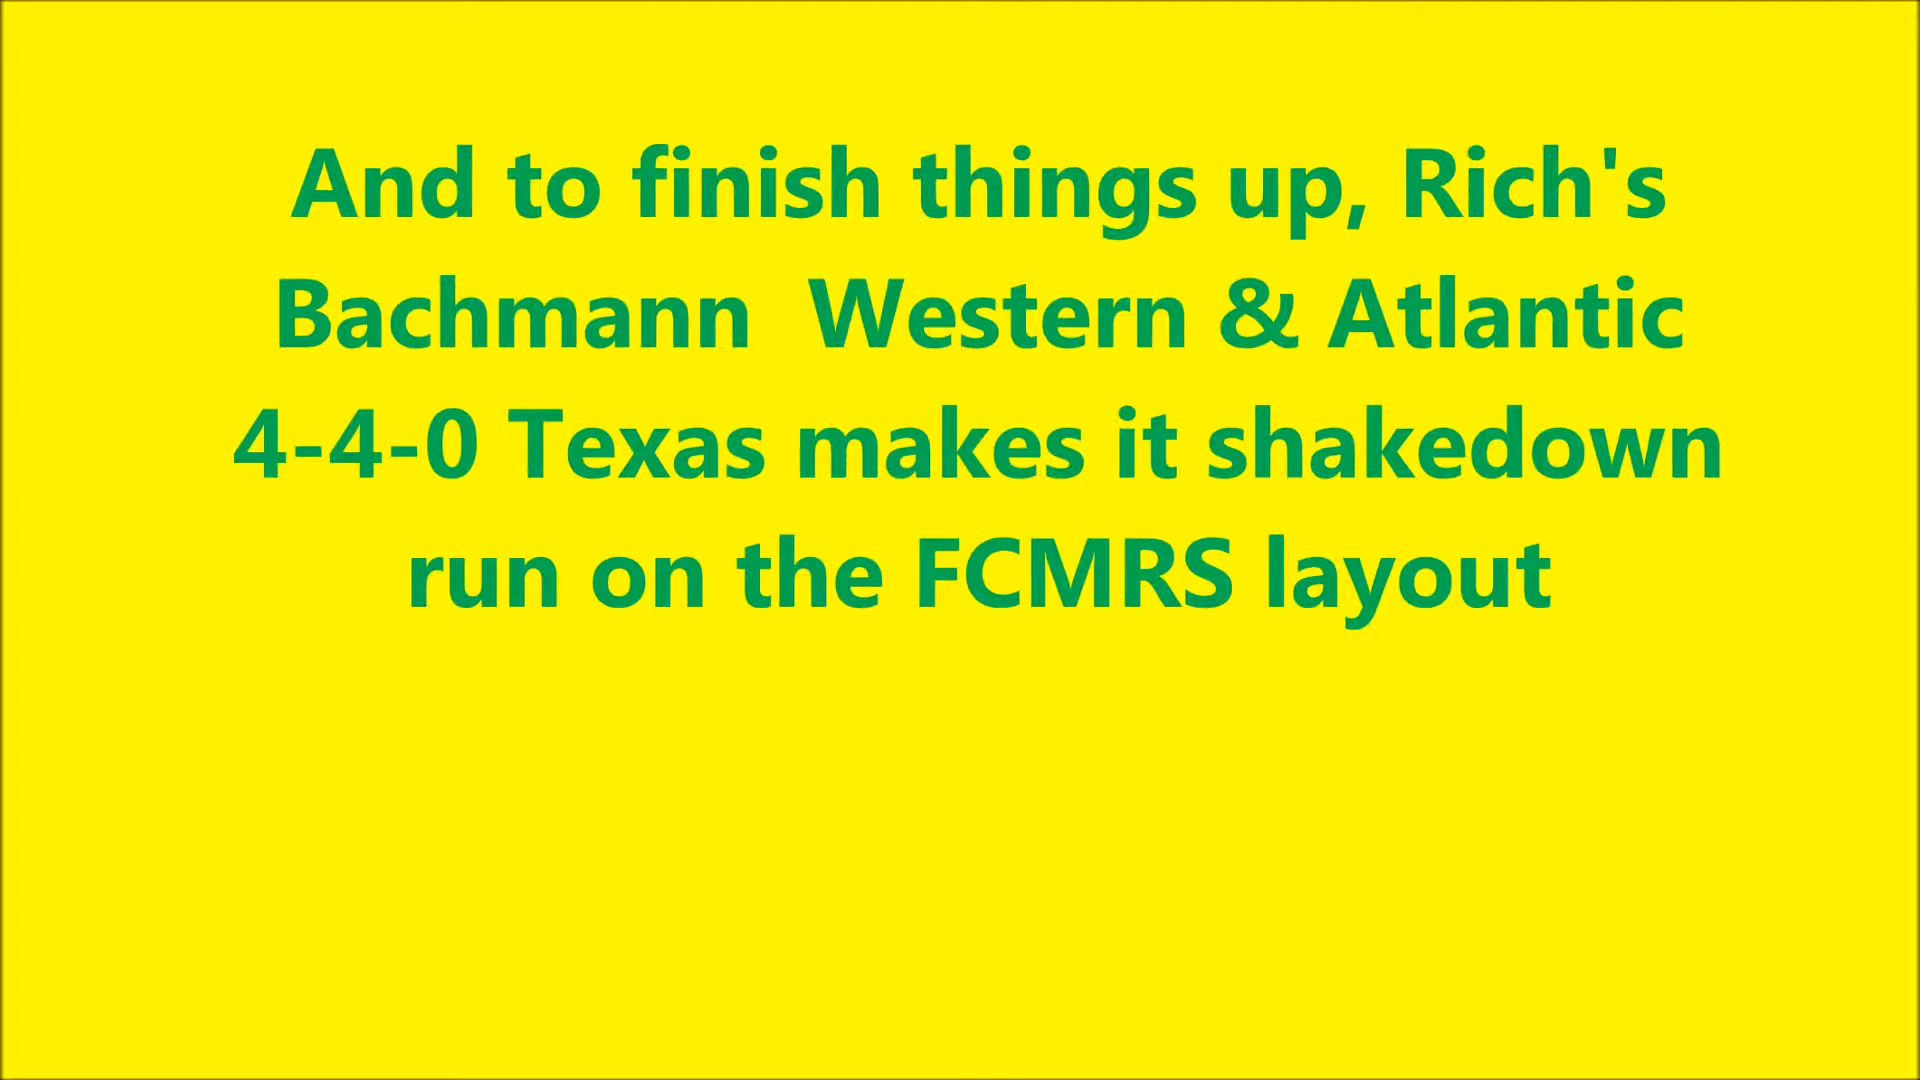 And to finish things up, Rich's
Bachmann  Western & Atlantic
4-4-0 Texas makes it shakedown
run on the FCMRS layout